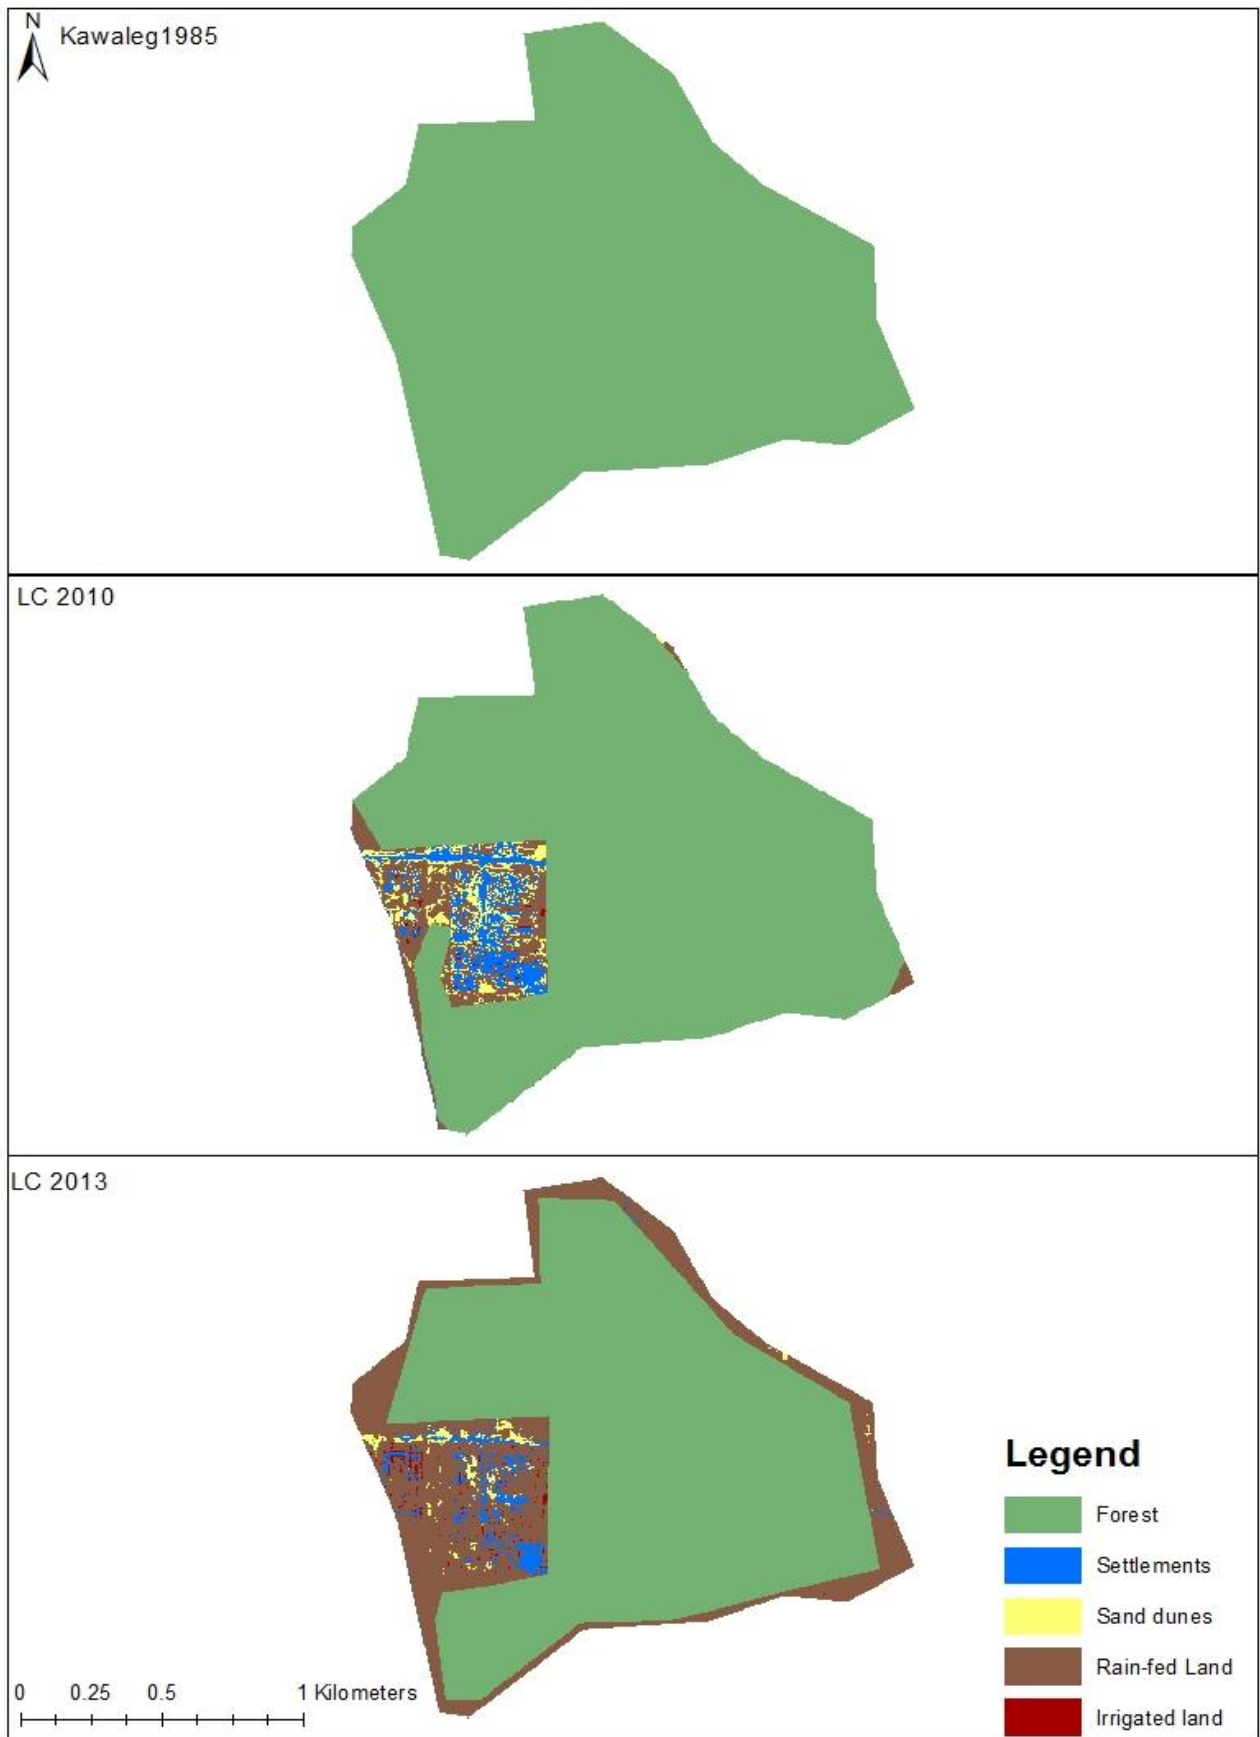 N
Kawaleg1985
LC 2010
LC 2013
Legend
Forest
Settlements
Sand dunes
Rain-fed Land
Irrigated land
0 0.25 0.5 1 Kilometers